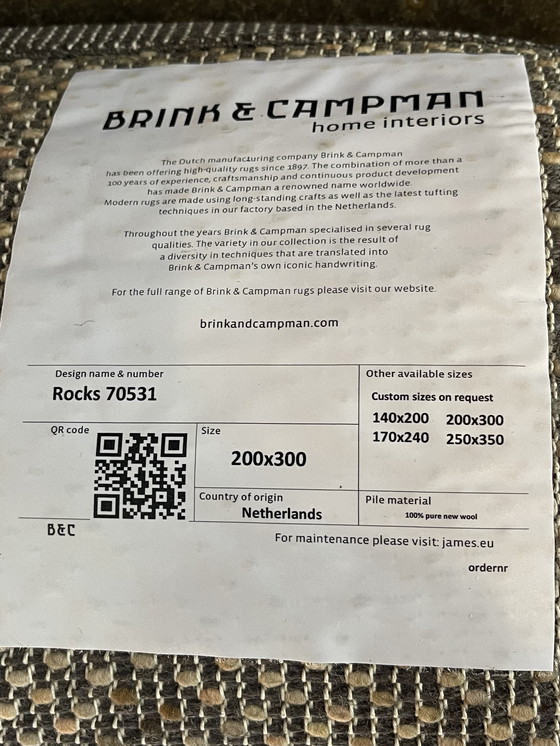 BRINK & CAMPMAN
home interiors
The Dutch manufacturing company Brink & Campman
has been offering high-quality rugs since 1897. The combination of more than a
100 years of experience, craftsmanship and continuous product development
has made Brink & Campman a renowned name worldwide.
Modern rugs are made using long-standing crafts as well as the latest tufting
techniques in our factory based in the Netherlands.
Throughout the years Brink & Campman specialised in several rug
qualities. The variety in our collection is the result of
a diversity in techniques that are translated into
Brink & Campman's own iconic handwriting.
For the full range of Brink & Campman rugs please visit our website.
brinkandcampman.com
Design name & number
Rocks 70531
Other available sizes
Custom sizes on request
140x200 200x300
170x240 250x350
QR code
Size
200x300
Country of origin
Netherlands
Pile material
100% pure new wool
B&C
For maintenance please visit: james.eu
ordernr